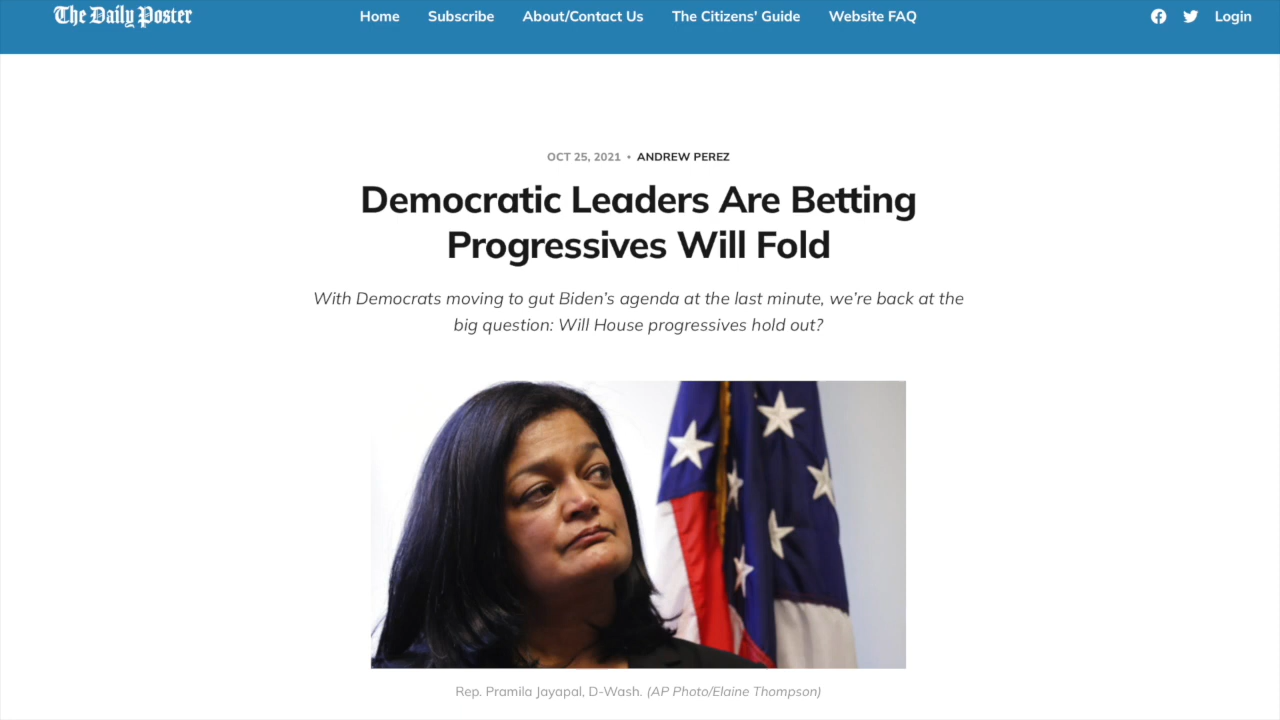 The Daily Poster
Home Subscribe About/Contact Us The Citizens' Guide Website FAQ Login
OCT 25, 2021 • ANDREW PEREZ
Democratic Leaders Are Betting
Progressives Will Fold
With Democrats moving to gut Biden’s agenda at the last minute, we’re back at the
big question: Will House progressives hold out?
Rep. Pramila Jayapal, D-Wash. (AP Photo/Elaine Thompson)